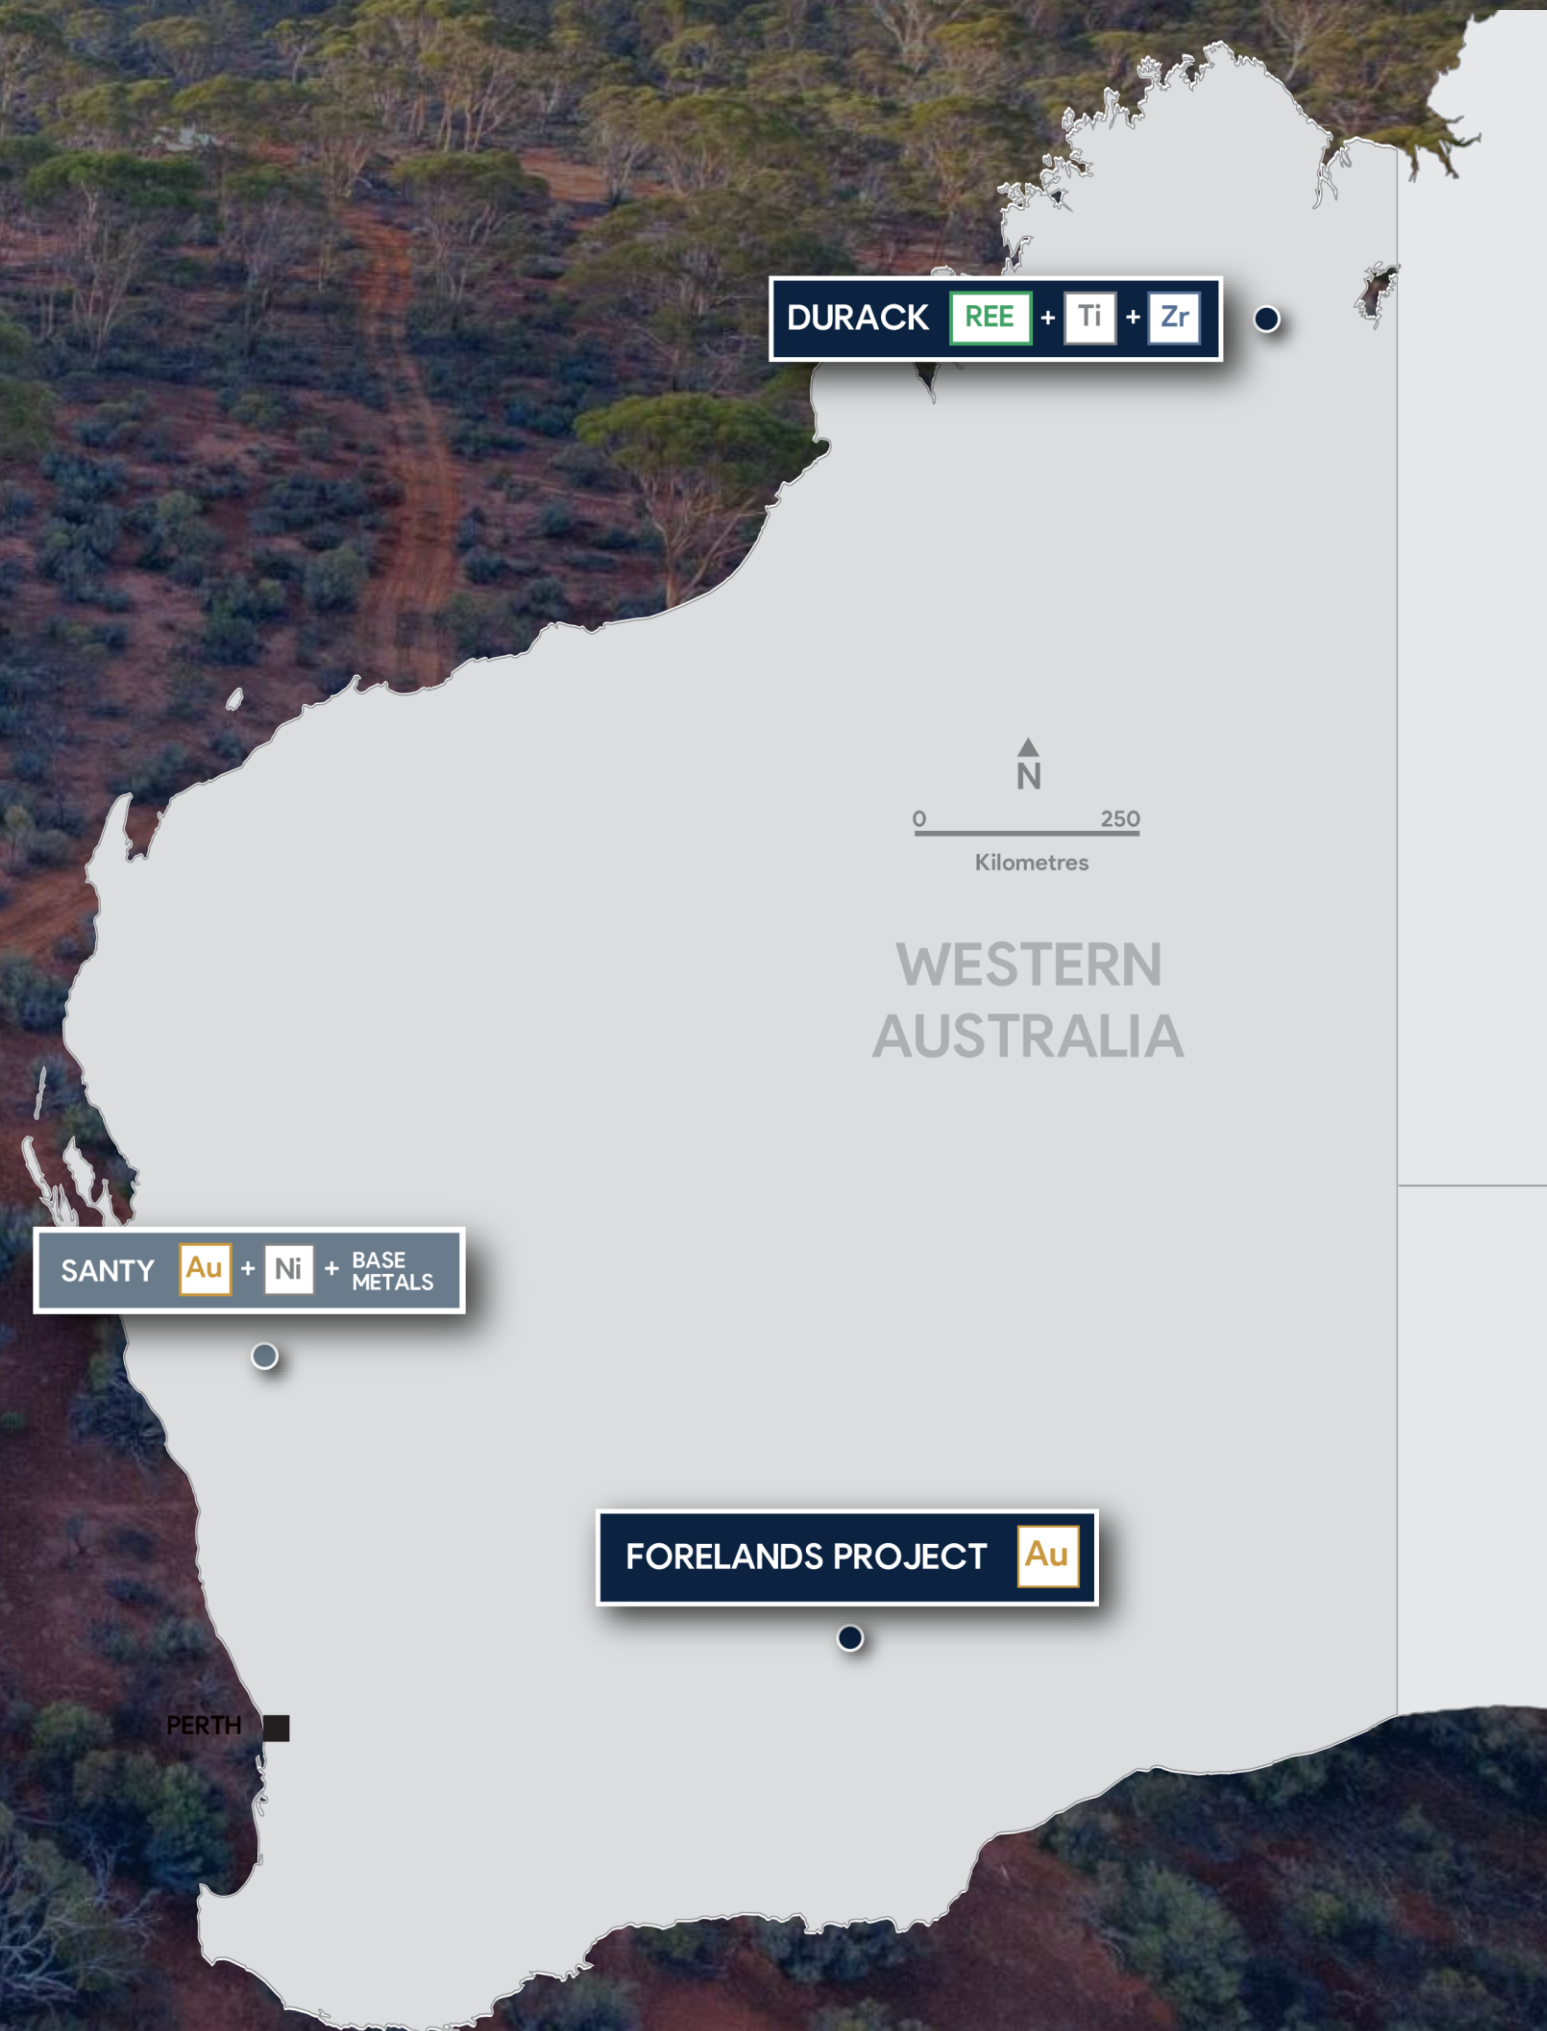 DURACK REE + Ti + Zr
N
0 250
Kilometres
WESTERN
AUSTRALIA
SANTY Au + Ni + BASE
METALS
FORELANDS PROJECT Au
PERTH